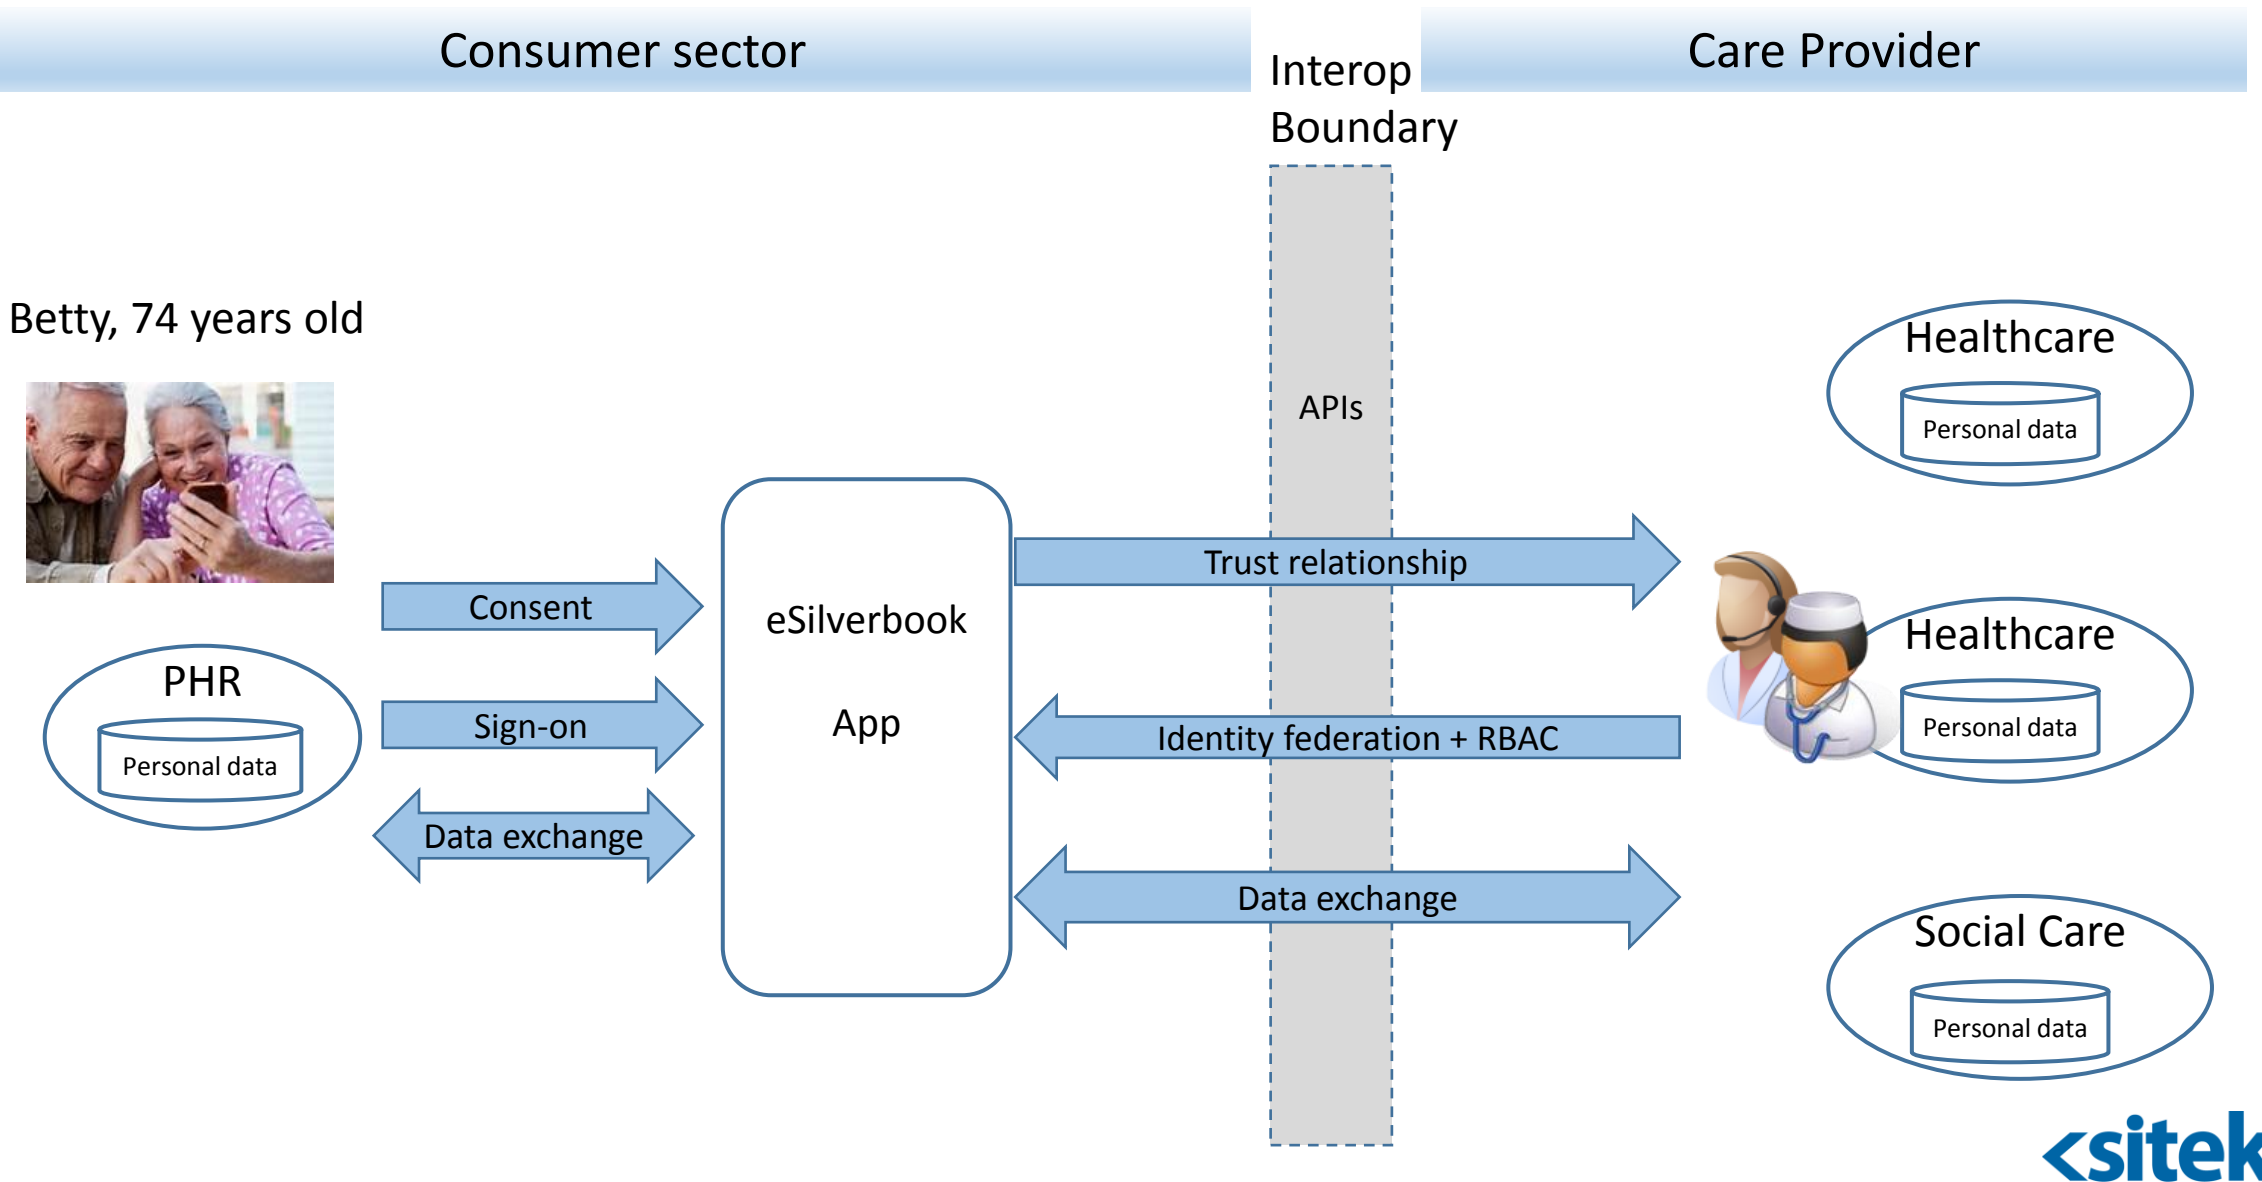 Consumer sector
Interop
Boundary
Care Provider
Betty, 74 years old
APIs
Healthcare
Personal data
Trust relationship
Consent
eSilverbook
App
Healthcare
Personal data
PHR
Personal data
Sign-on
Identity federation + RBAC
Data exchange
Data exchange
Social Care
Personal data
<sitek